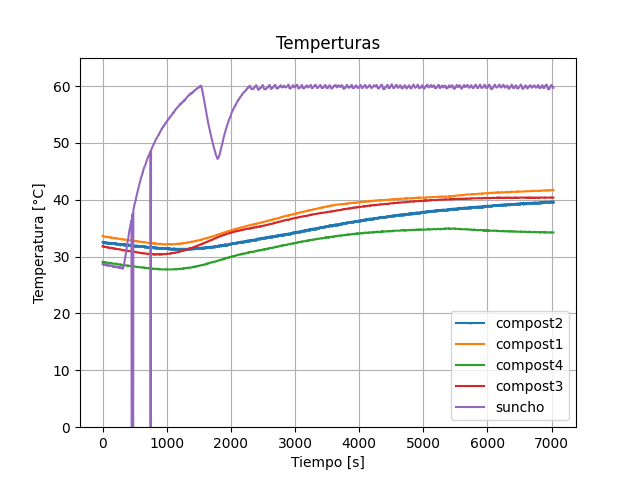 Temperturas
Temperatura [°C]
60
50
40
30
20
10
0
0 1000 2000 3000 4000 5000 6000 7000
Tiempo [s]
compost2
compost1
compost4
compost3
suncho